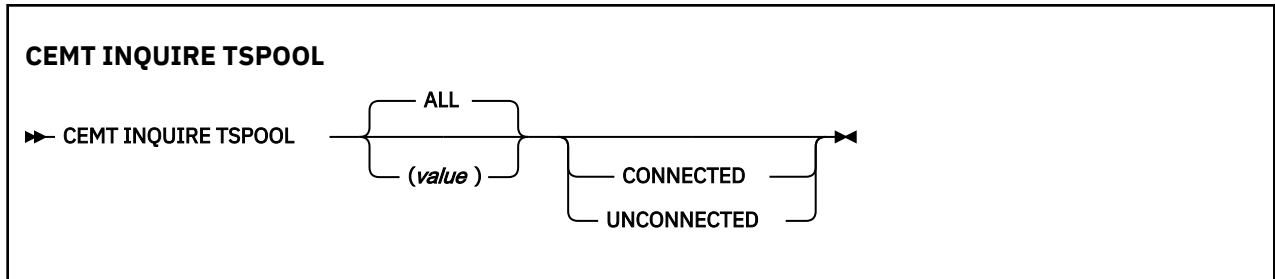 CEMT INQUIRE TSPOOL
ALL
CEMT INQUIRE TSPOOL
(value )
CONNECTED
UNCONNECTED